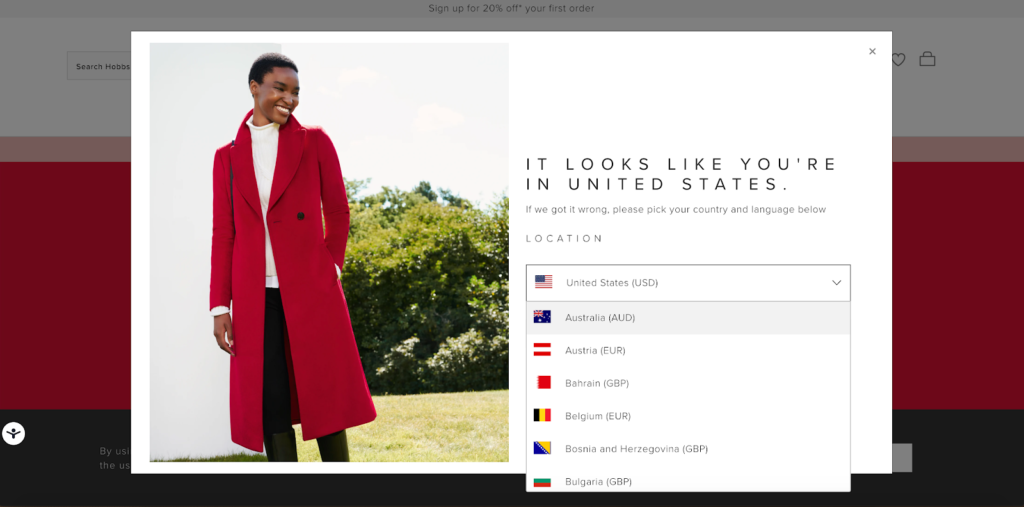 Sign up for 20% off* your first order
Search Hobbs
IT LOOKS LIKE YOU'RE
IN UNITED STATES.
If we got it wrong, please pick your country and language below
LOCATION
United States (USD)
Australia (AUD)
Austria (EUR)
Bahrain (GBP)
Belgium (EUR)
Bosnia and Herzegovina (GBP)
Bulgaria (GBP)
By usi
the us